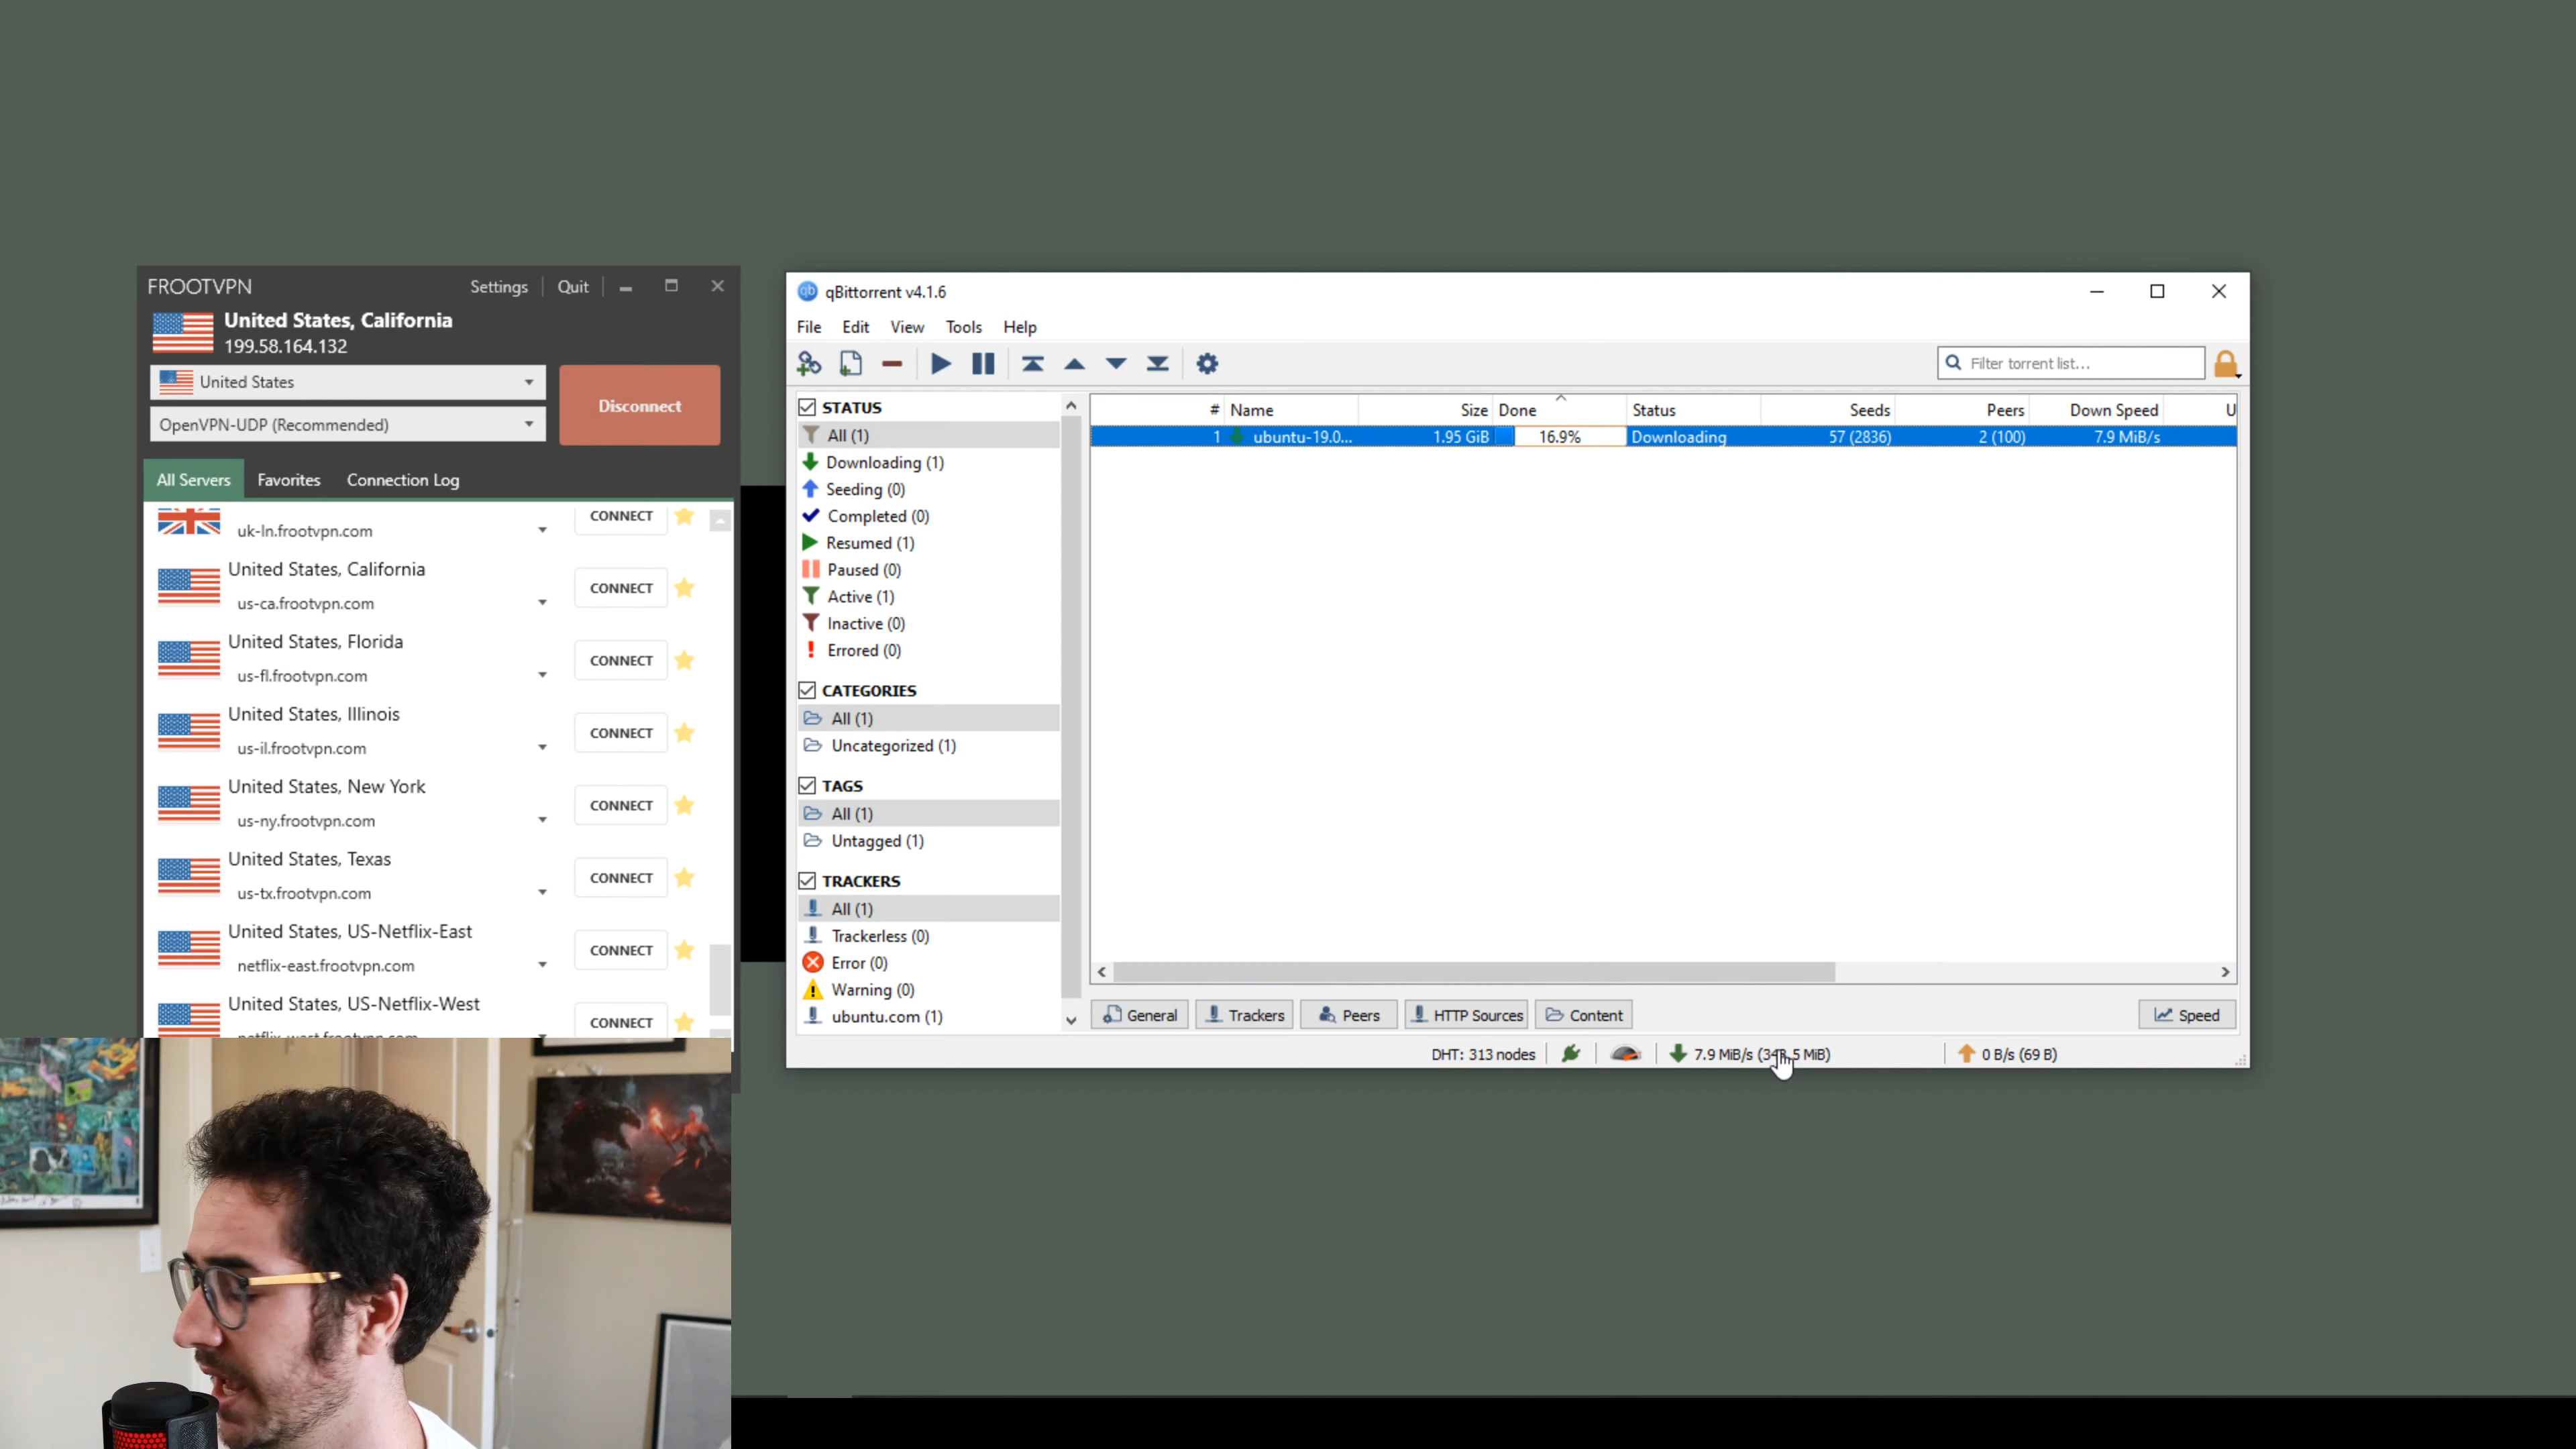 FROOTVPN
Settings
Quit
United States, California
199.58.164.132
United States
OpenVPN-UDP (Recommended)
Disconnect
All Servers
Favorites
Connection Log
uk-ln.frootvpn.com
CONNECT
United States, California
us-ca.frootvpn.com
CONNECT
United States, Florida
us-fl.frootvpn.com
CONNECT
United States, Illinois
us-il.frootvpn.com
CONNECT
United States, New York
us-ny.frootvpn.com
CONNECT
United States, Texas
us-tx.frootvpn.com
CONNECT
United States, US-Netflix-East
netflix-east.frootvpn.com
CONNECT
United States, US-Netflix-West
netflix-west.frootvpn.com
CONNECT
qb qBittorrent v4.1.6
File Edit View Tools Help
Filter torrent list...
STATUS
All (1)
Downloading (1)
Seeding (0)
Completed (0)
Resumed (1)
Paused (0)
Active (1)
Inactive (0)
Errored (0)
CATEGORIES
All (1)
Uncategorized (1)
TAGS
All (1)
Untagged (1)
TRACKERS
All (1)
Trackerless (0)
Error (0)
Warning (0)
ubuntu.com (1)
# Name Size Done Status Seeds Peers Down Speed U
1 ubuntu-19.0... 1.95 GiB 16.9% Downloading 57 (2836) 2 (100) 7.9 MiB/s
General
Trackers
Peers
HTTP Sources
Content
Speed
DHT: 313 nodes
7.9 MiB/s
0 B/s (69 B)